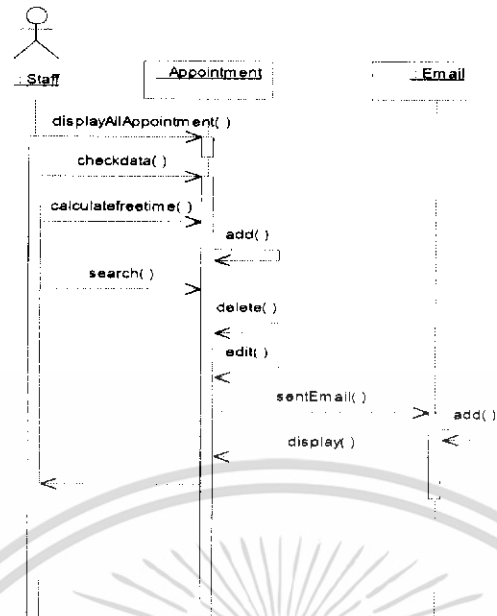 : Staff
: Appointment
: Email
displayAllAppointment( )
checkdata( )
calculatefreetime( )
add( )
search( )
delete( )
edit( )
sentEmail( )
add( )
display( )